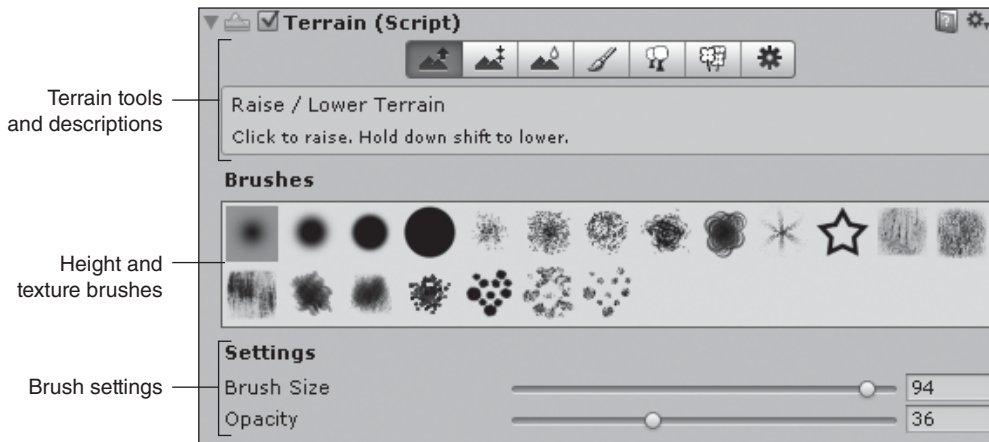 Terrain (Script)
Terrain tools
and descriptions
Raise / Lower Terrain
Click to raise. Hold down shift to lower.
Brushes
Height and
texture brushes
Settings
Brush settings
Brush Size 94
Opacity 36